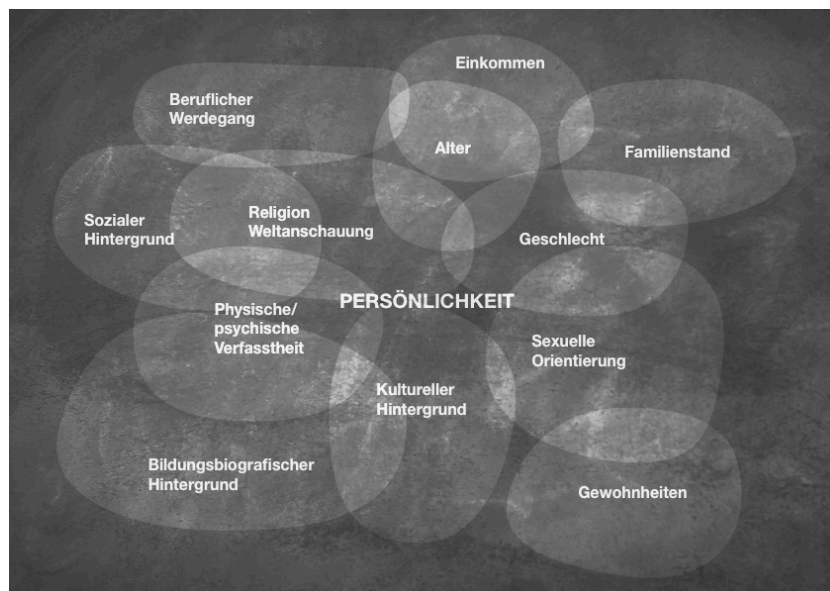 Einkommen
Beruflicher
Werdegang
Alter
Familienstand
Sozialer
Hintergrund
Religion
Weltanschauung
Geschlecht
PERSÖNLICHKEIT
Physische/
psychische
Verfasstheit
Sexuelle
Orientierung
Kultureller
Hintergrund
Bildungsbiografischer
Hintergrund
Gewohnheiten